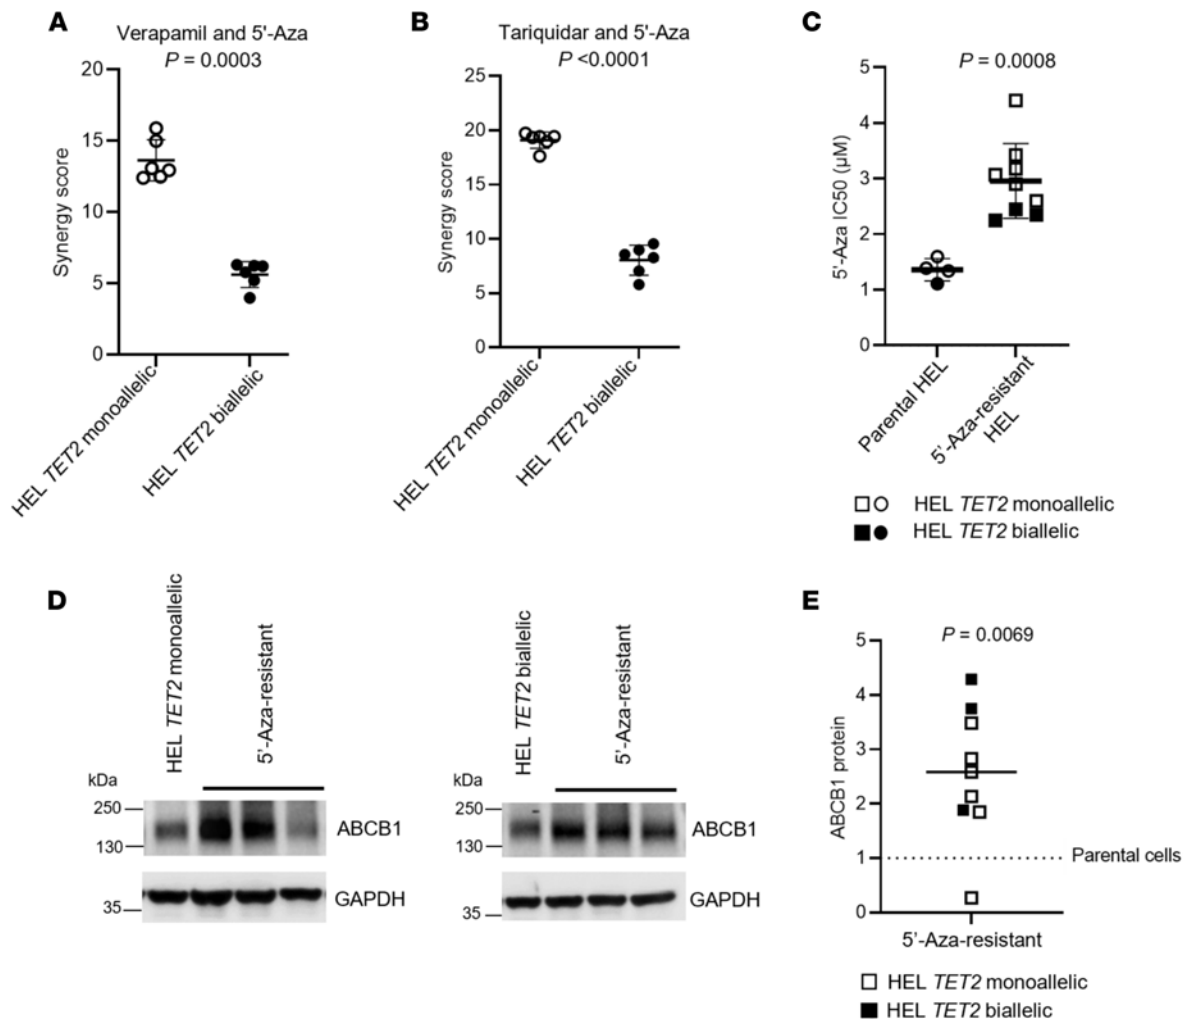 A
Verapamil and 5'-Aza
P = 0.0003
Synergy score
20
15
10
5
0
HEL TET2 monoallelic
HEL TET2 biallelic
B
Tariquidar and 5'-Aza
P <0.0001
Synergy score
25
20
15
10
5
0
HEL TET2 monoallelic
HEL TET2 biallelic
C
P = 0.0008
5'-Aza IC50 (µM)
5
4
3
2
1
0
Parental HEL
5'-Aza-resistant
HEL
HEL TET2 monoallelic
HEL TET2 biallelic
D
HEL TET2 monoallelic
5'-Aza-resistant
kDa
250
130
ABCB1
35
GAPDH
HEL TET2 biallelic
5'-Aza-resistant
kDa
250
130
ABCB1
35
GAPDH
E
P = 0.0069
ABCB1 protein
5
4
3
2
1
0
Parental cells
5'-Aza-resistant
HEL TET2 monoallelic
HEL TET2 biallelic